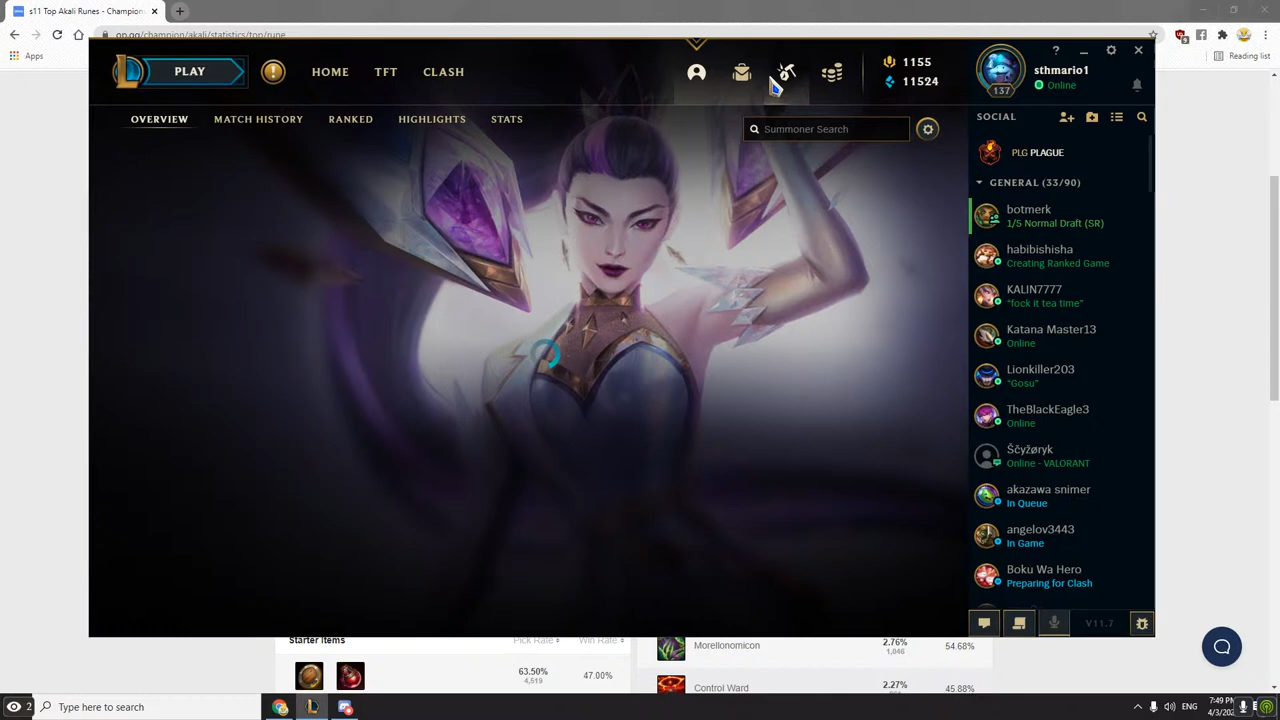 s11 Top Akali Runes - Champion
op.gg/champion/akali/statistics/top/rune
Apps
Reading list
PLAY
HOME
TFT
CLASH
1155
11524
137
sthmario1
Online
OVERVIEW
MATCH HISTORY
RANKED
HIGHLIGHTS
STATS
Summoner Search
SOCIAL
PLG PLAGUE
GENERAL (33/90)
botmerk
1/5 Normal Draft (SR)
habibishisha
Creating Ranked Game
KALIN7777
"fock it tea time"
Katana Master13
Online
Lionkiller203
"Gosu"
TheBlackEagle3
Online
Ščyžøryk
Online - VALORANT
akazawa snimer
In Queue
angelov3443
In Game
Boku Wa Hero
Preparing for Clash
V11.7
Starter Items
Pick Rate
Win Rate
63.50%
4,519
47.00%
Morellonomicon
2.76%
1,046
54.68%
Control Ward
2.27%
45.88%
2
Type here to search
ENG
7:49 PM